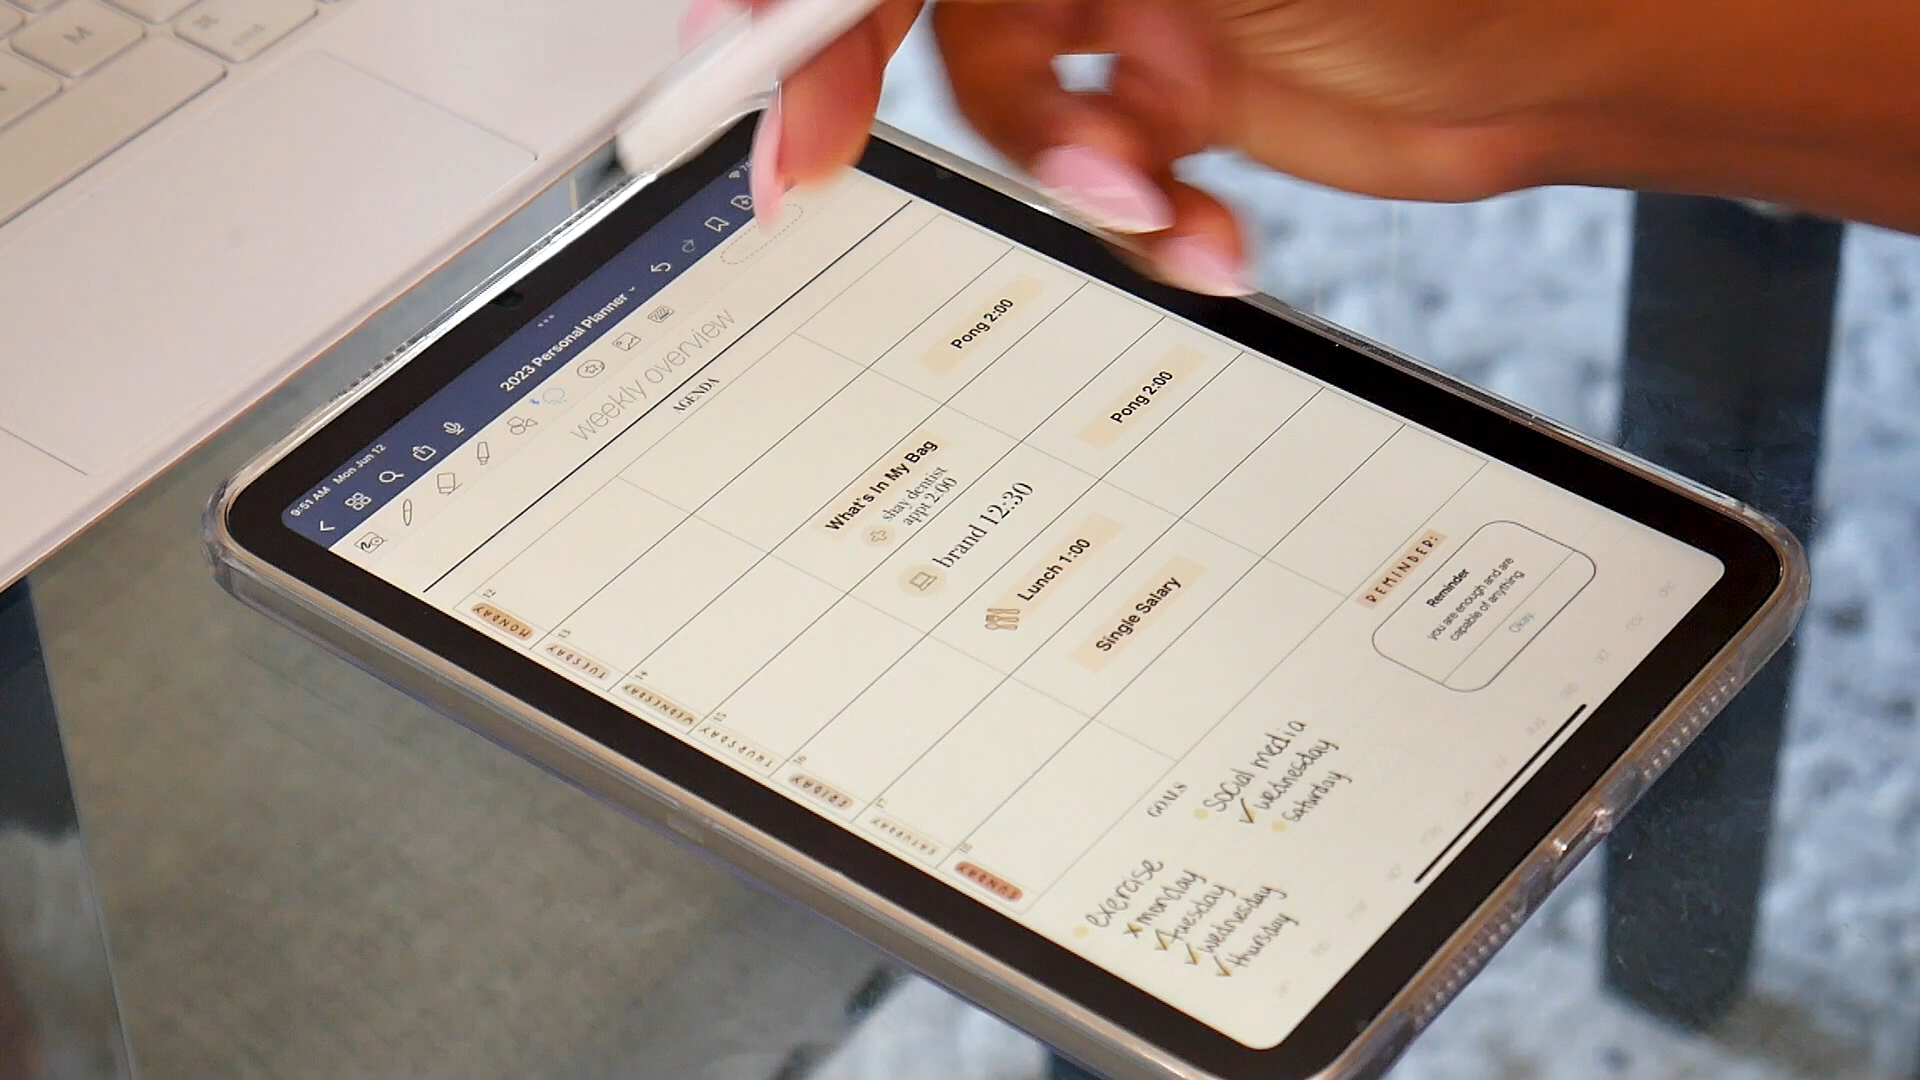 M
⌘
cmd
9:51 AM Mon Jun 12
2023 Personal Planner
weekly overview
AGENDA
12
MONDAY
13
TUESDAY
14
WEDNESDAY
15
THURSDAY
16
FRIDAY
17
SATURDAY
18
SUNDAY
Pong 2:00
What's In My Bag
shay dentist
appt 2:00
brand 12:30
Pong 2:00
Lunch 1:00
Single Salary
REMINDER:
Reminder
you are enough and are
capable of anything
Okay
GOALS
exercise
x monday
✓ tuesday
✓ wednesday
✓ thursday
social media
✓ wednesday
saturday